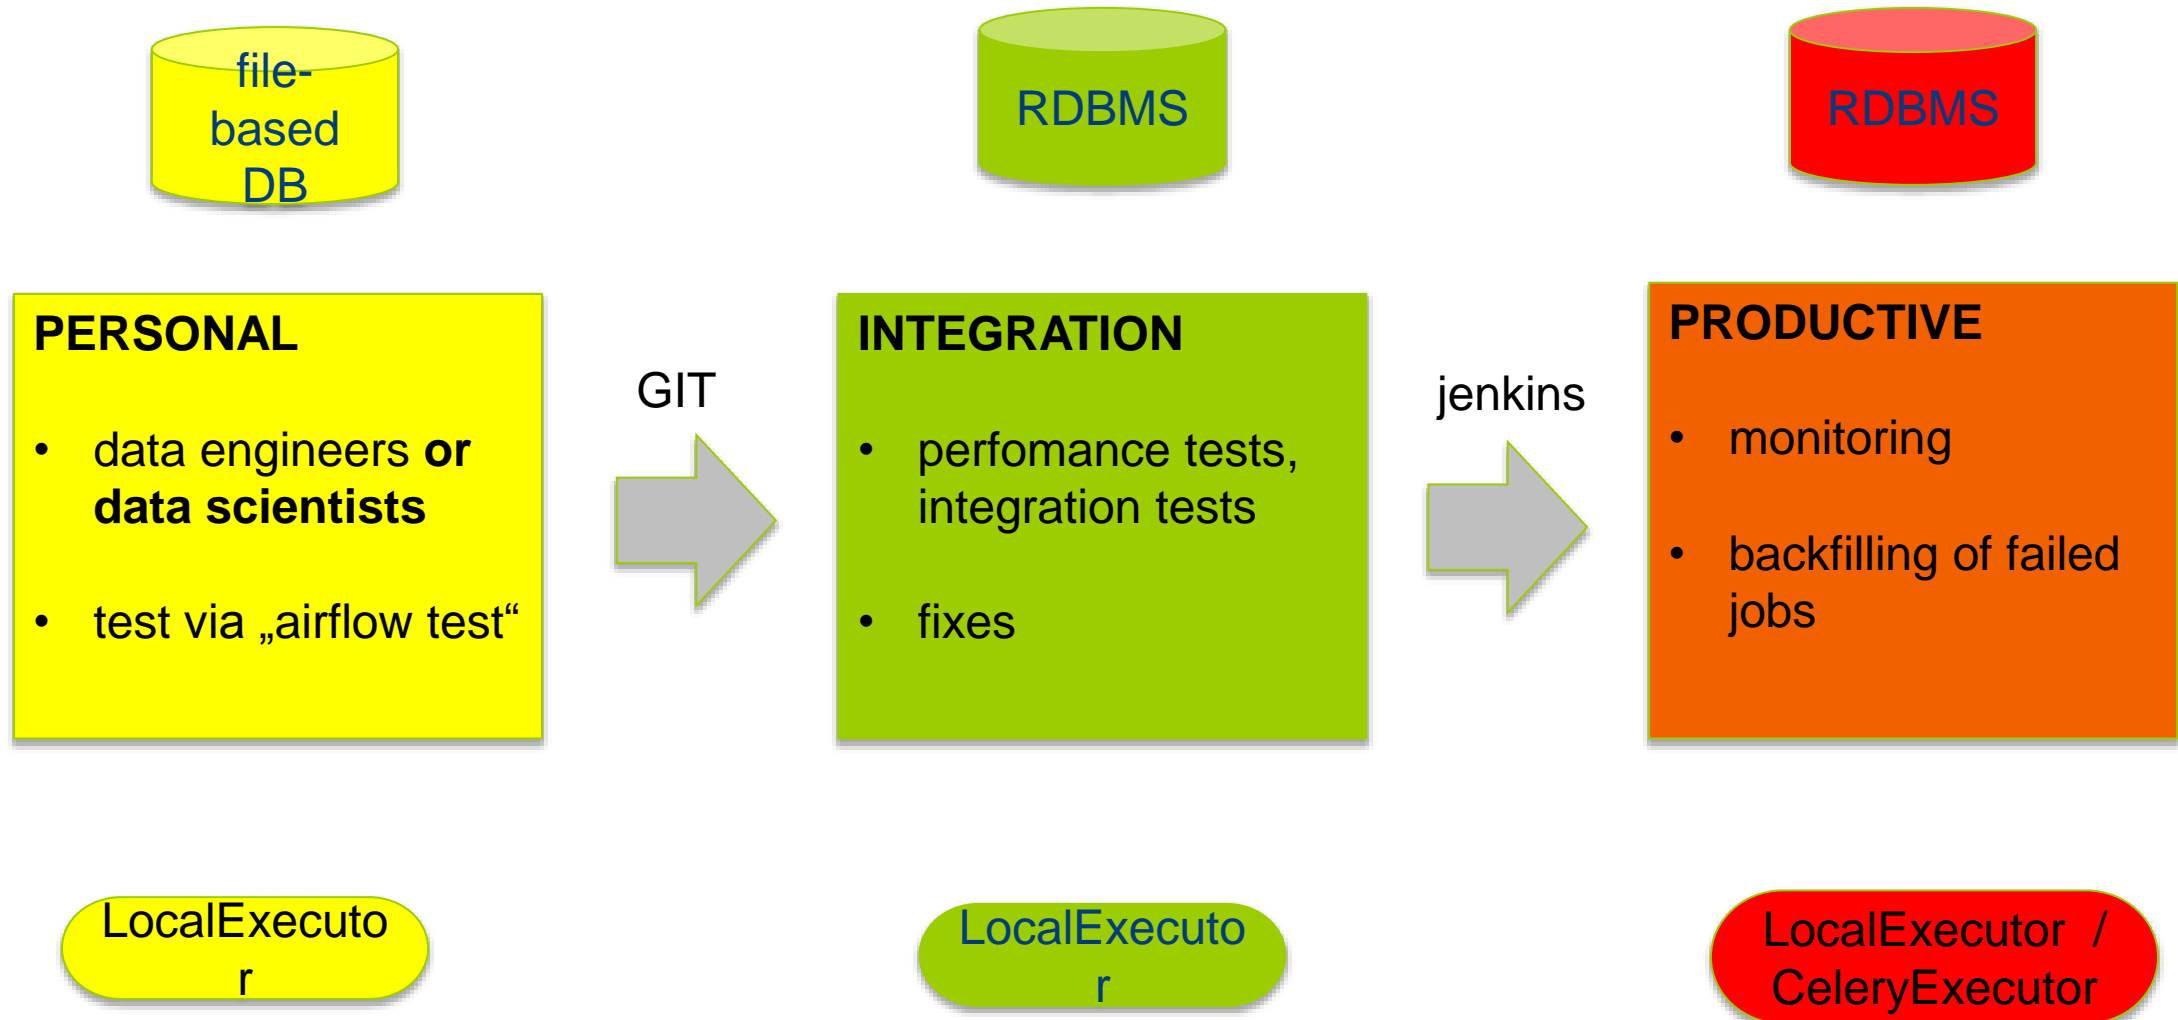 file-
based
DB
RDBMS
RDBMS
PERSONAL
• data engineers or
data scientists
• test via „airflow test“
GIT
INTEGRATION
• perfomance tests,
integration tests
• fixes
jenkins
PRODUCTIVE
• monitoring
• backfilling of failed
jobs
LocalExecuto
r
LocalExecuto
r
LocalExecutor /
CeleryExecutor